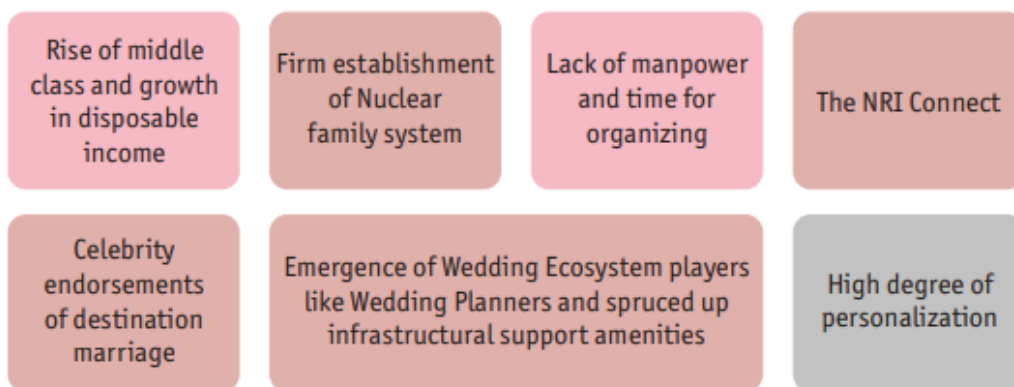 Rise of middle
class and growth
in disposable
income
Firm establishment
of Nuclear
family system
Lack of manpower
and time for
organizing
The NRI Connect
Celebrity
endorsements
of destination
marriage
Emergence of Wedding Ecosystem players
like Wedding Planners and spruced up
infrastructural support amenities
High degree of
personalization